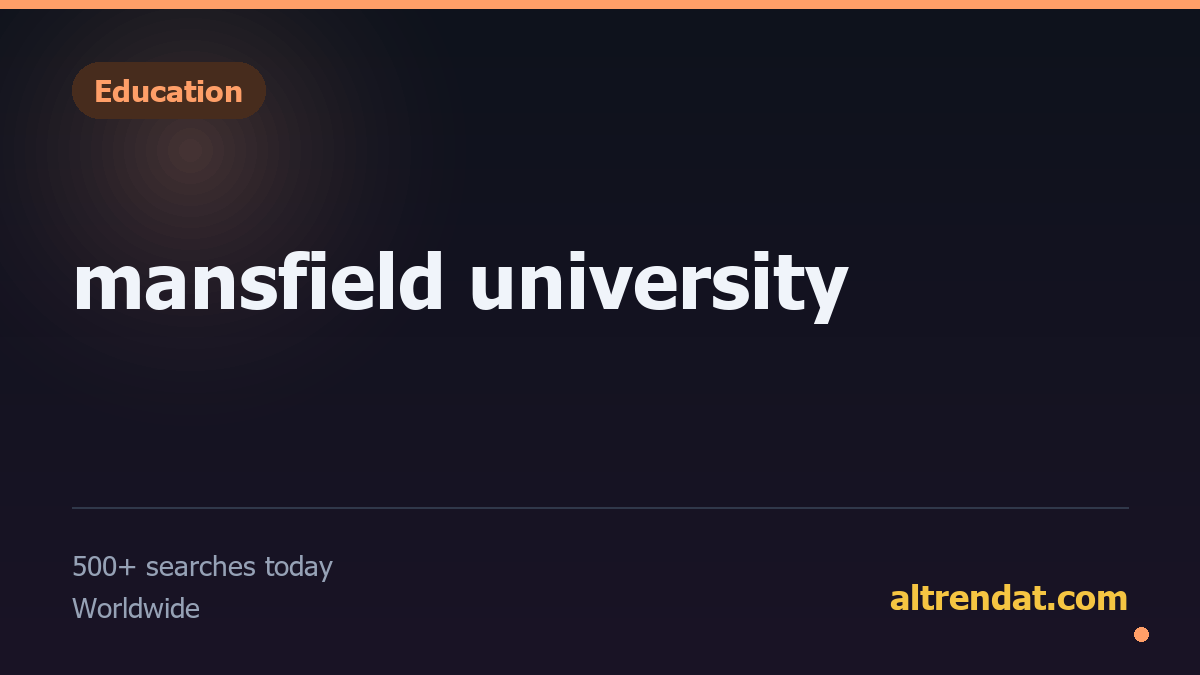 Education
mansfield university
500+ searches today
Worldwide
altrendat.com